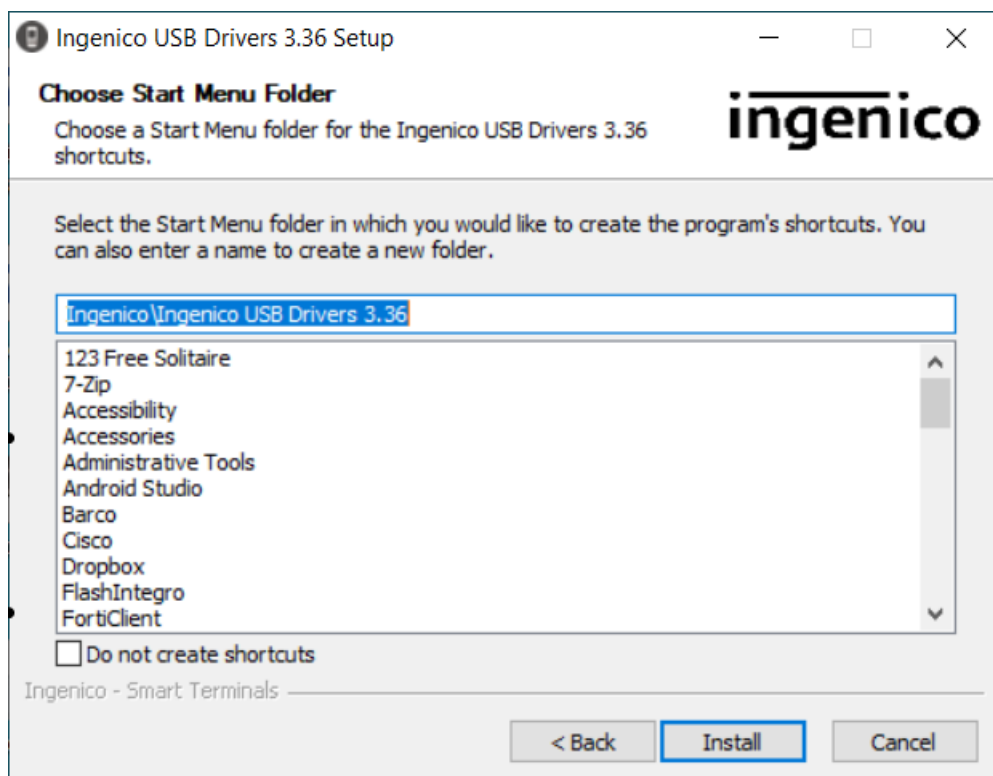 Ingenico USB Drivers 3.36 Setup
Choose Start Menu Folder
Choose a Start Menu folder for the Ingenico USB Drivers 3.36
shortcuts.
ingenico
Select the Start Menu folder in which you would like to create the program's shortcuts. You
can also enter a name to create a new folder.
Ingenico\Ingenico USB Drivers 3.36
123 Free Solitaire
7-Zip
Accessibility
Accessories
Administrative Tools
Android Studio
Barco
Cisco
Dropbox
FlashIntegro
FortiClient
Do not create shortcuts
Ingenico - Smart Terminals
< Back
Install
Cancel